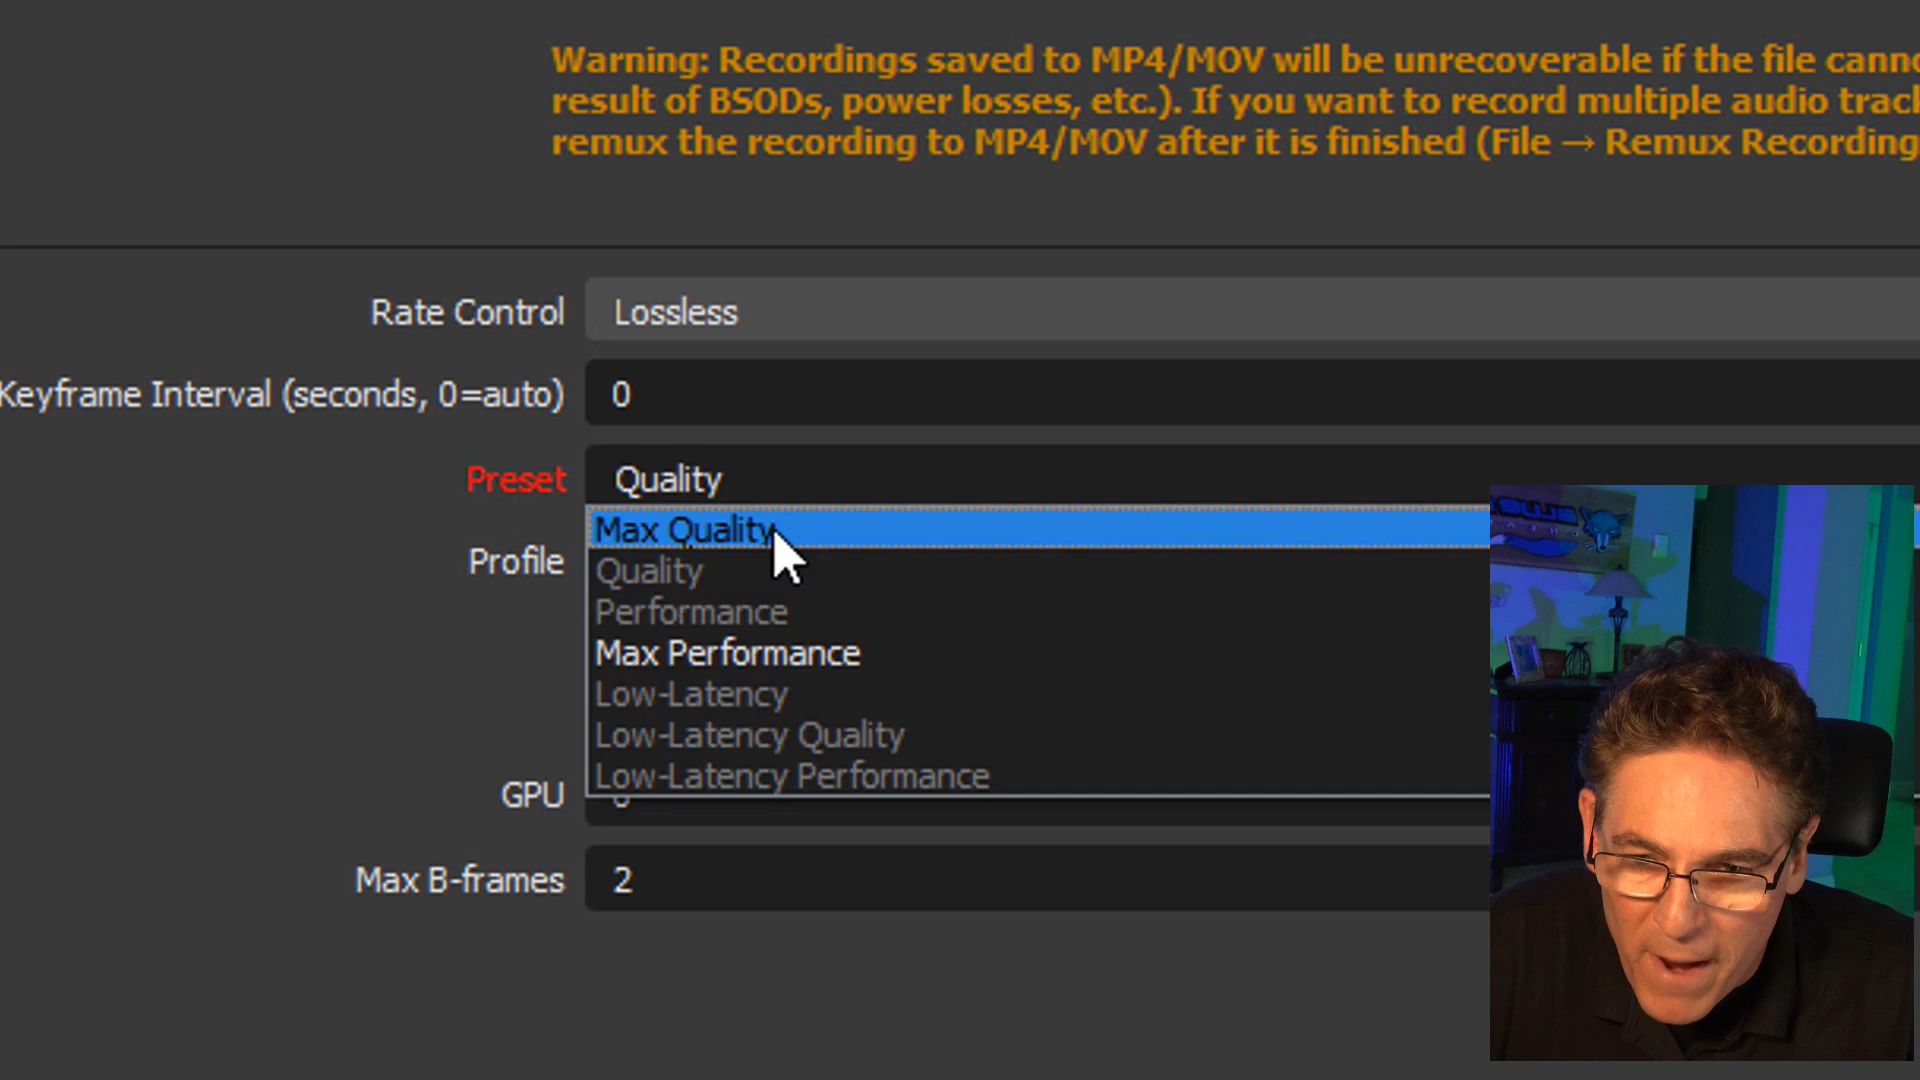 Warning: Recordings saved to MP4/MOV will be unrecoverable if the file
result of BSODs, power losses, etc.). If you want to record multiple audio
remux the recording to MP4/MOV after it is finished (File → Remux Recording
Rate Control Lossless
Keyframe Interval (seconds, 0=auto) 0
Preset Quality
Max Quality
Profile
Quality
Performance
Max Performance
Low-Latency
Low-Latency Quality
Low-Latency Performance
GPU
Max B-frames 2